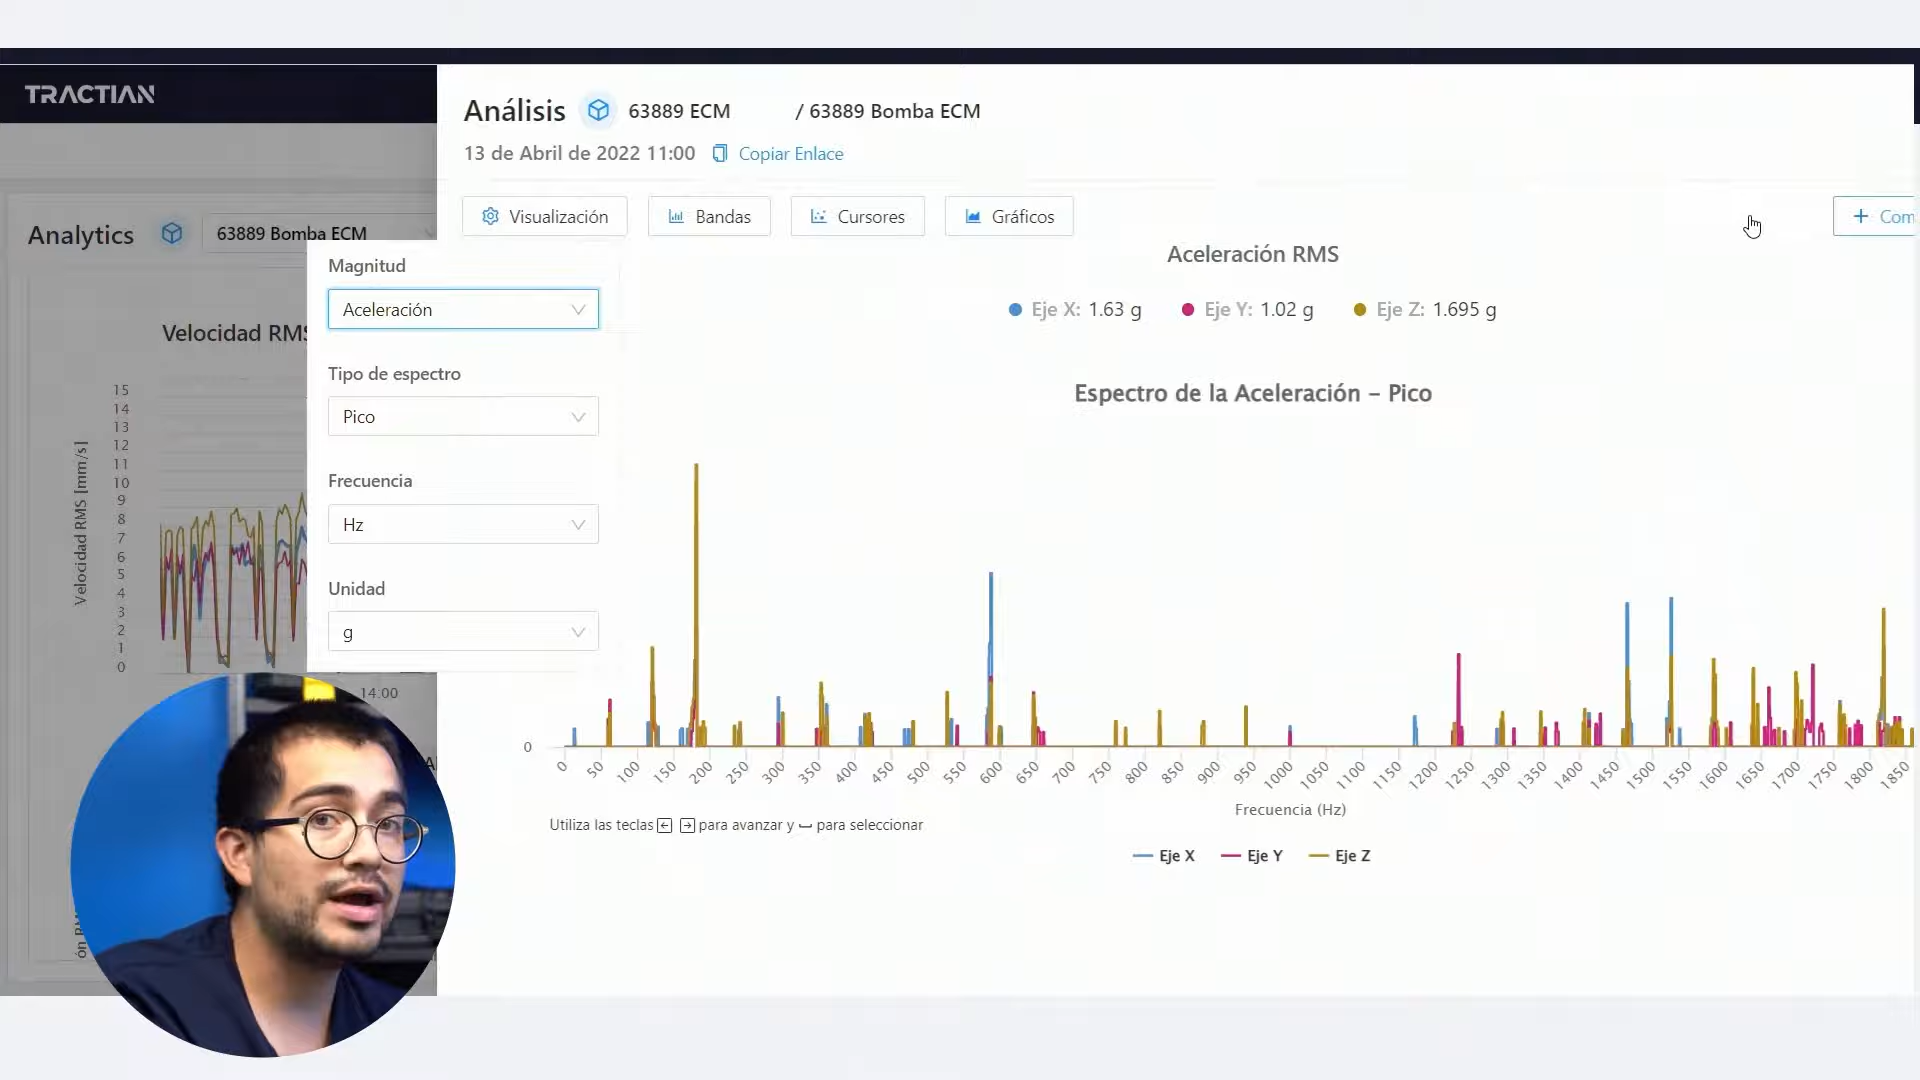 TRACTIAN
Análisis 63889 ECM / 63889 Bomba ECM
13 de Abril de 2022 11:00 Copiar Enlace
Visualización Bandas Cursores Gráficos + Com
Analytics 63889 Bomba ECM
Magnitud
Aceleración
Tipo de espectro
Pico
Frecuencia
Hz
Unidad
g
Velocidad RMS
Velocidad RMS [mm/s]
15
14
13
12
11
10
9
8
7
6
5
4
3
2
1
0
14:00
Aceleración RMS
Eje X: 1.63 g Eje Y: 1.02 g Eje Z: 1.695 g
Espectro de la Aceleración – Pico
0
0 50 100 150 200 250 300 350 400 450 500 550 600 650 700 750 800 850 900 950 1000 1050 1100 1150 1200 1250 1300 1350 1400 1450 1500 1550 1600 1650 1700 1750 1800 1850
Frecuencia (Hz)
Utiliza las teclas ← → para avanzar y ⌴ para seleccionar
Eje X Eje Y Eje Z